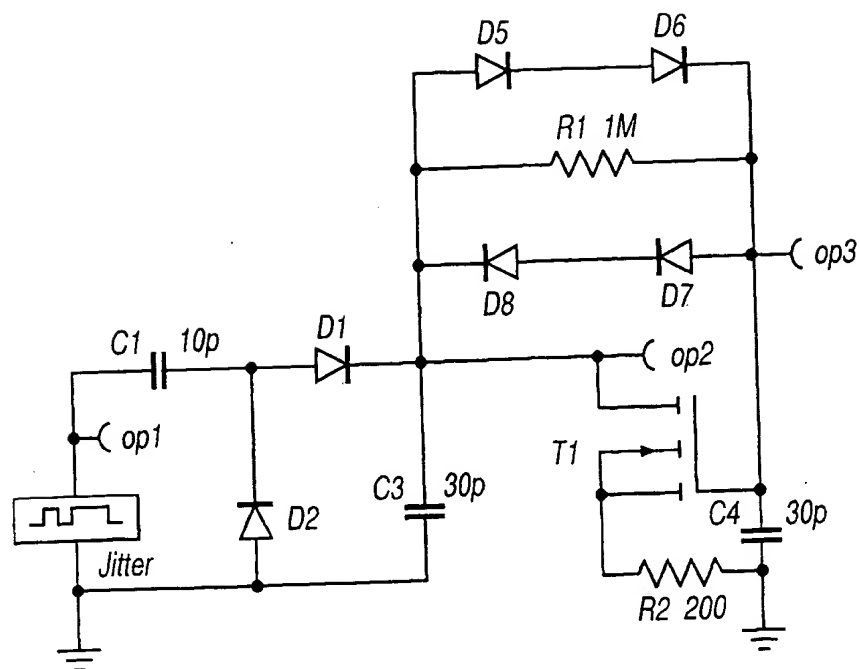 D5
D6
R1 1M
op3
D8
D7
C1 10p
D1
op2
op1
T1
C3 30p
D2
C4 30p
Jitter
R2 200